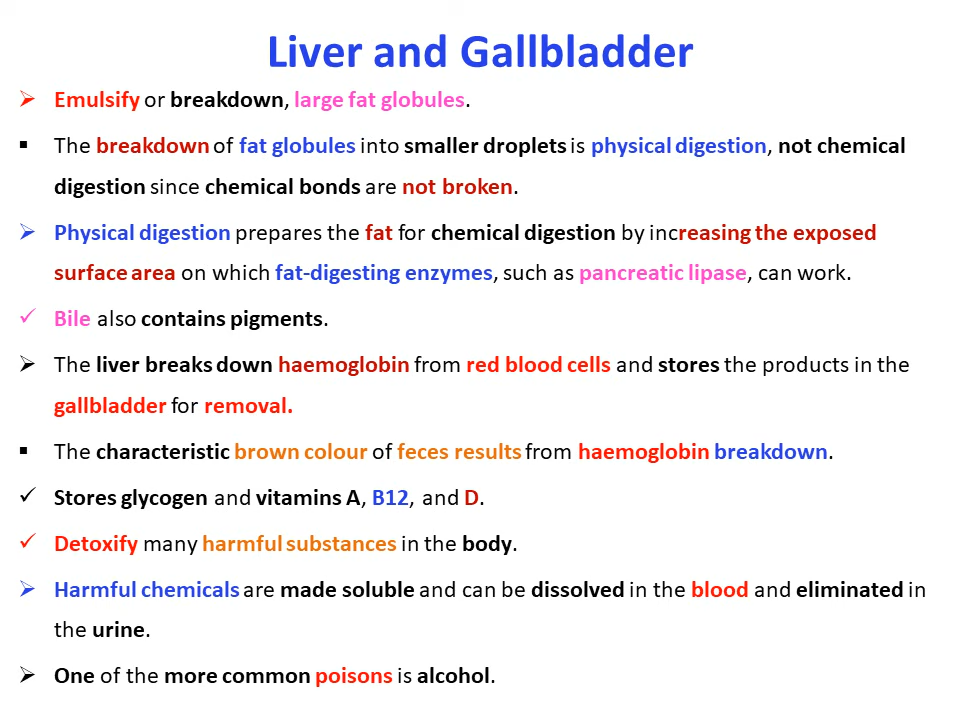 Liver and Gallbladder
➢ Emulsify or breakdown, large fat globules.
▪ The breakdown of fat globules into smaller droplets is physical digestion, not chemical
digestion since chemical bonds are not broken.
➢ Physical digestion prepares the fat for chemical digestion by increasing the exposed
surface area on which fat-digesting enzymes, such as pancreatic lipase, can work.
✓ Bile also contains pigments.
➢ The liver breaks down haemoglobin from red blood cells and stores the products in the
gallbladder for removal.
▪ The characteristic brown colour of feces results from haemoglobin breakdown.
✓ Stores glycogen and vitamins A, B12, and D.
✓ Detoxify many harmful substances in the body.
➢ Harmful chemicals are made soluble and can be dissolved in the blood and eliminated in
the urine.
➢ One of the more common poisons is alcohol.